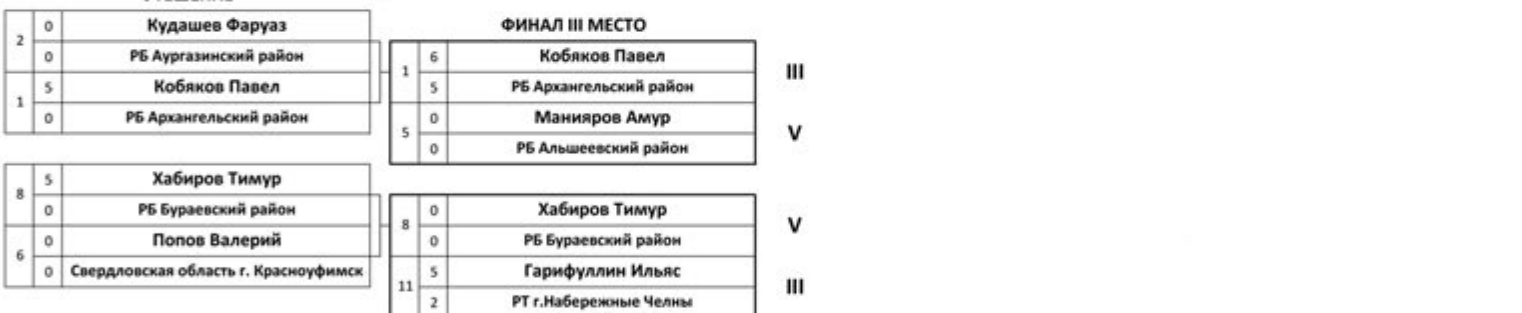 ФИНАЛ III МЕСТО
2 0 Кудашев Фаруаз
0 РБ Аургазинский район
1 5 Кобяков Павел
0 РБ Архангельский район
1 6 Кобяков Павел III
5 РБ Архангельский район
5 0 Манияров Амур V
0 РБ Альшеевский район
8 5 Хабиров Тимур
0 РБ Бураевский район
6 0 Попов Валерий
0 Свердловская область г. Красноуфимск
8 0 Хабиров Тимур V
0 РБ Бураевский район
11 5 Гарифуллин Ильяс III
2 РТ г.Набережные Челны